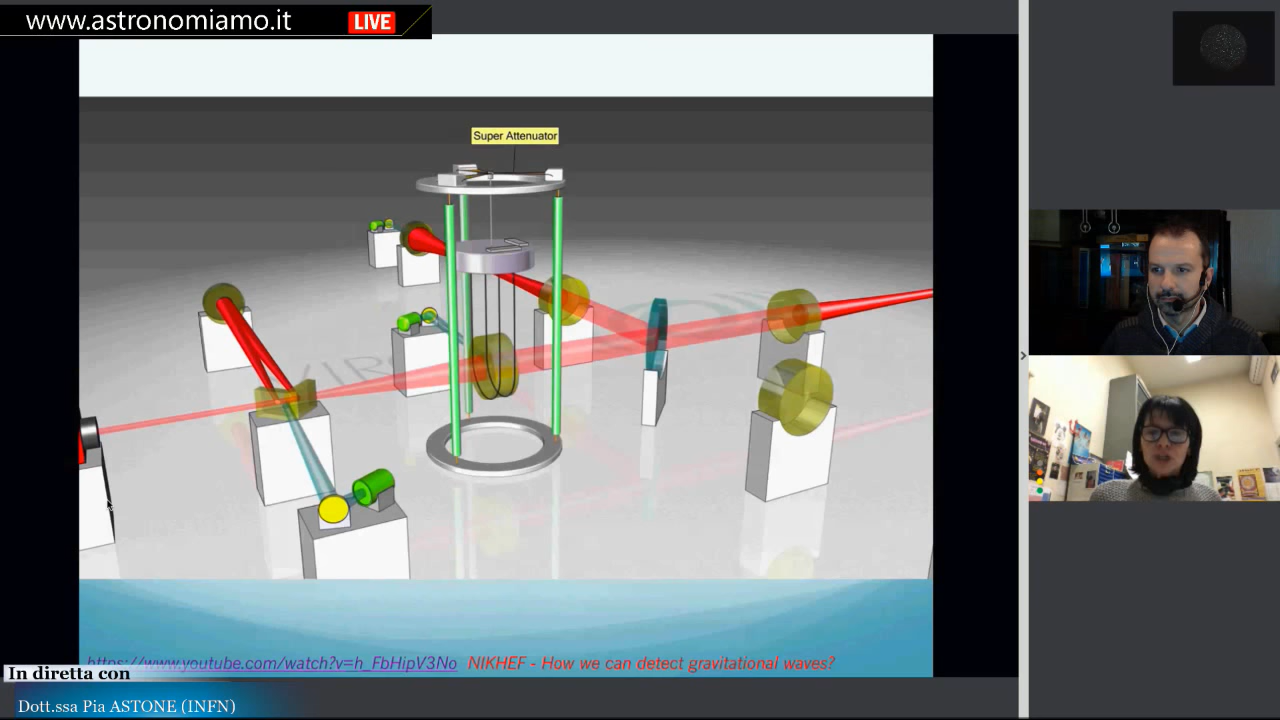 www.astronomiamo.it LIVE
Super Attenuator
https://www.youtube.com/watch?v=h_FbHipV3No NIKHEF - How we can detect gravitational waves?
In diretta con
Dott.ssa Pia ASTONE (INFN)